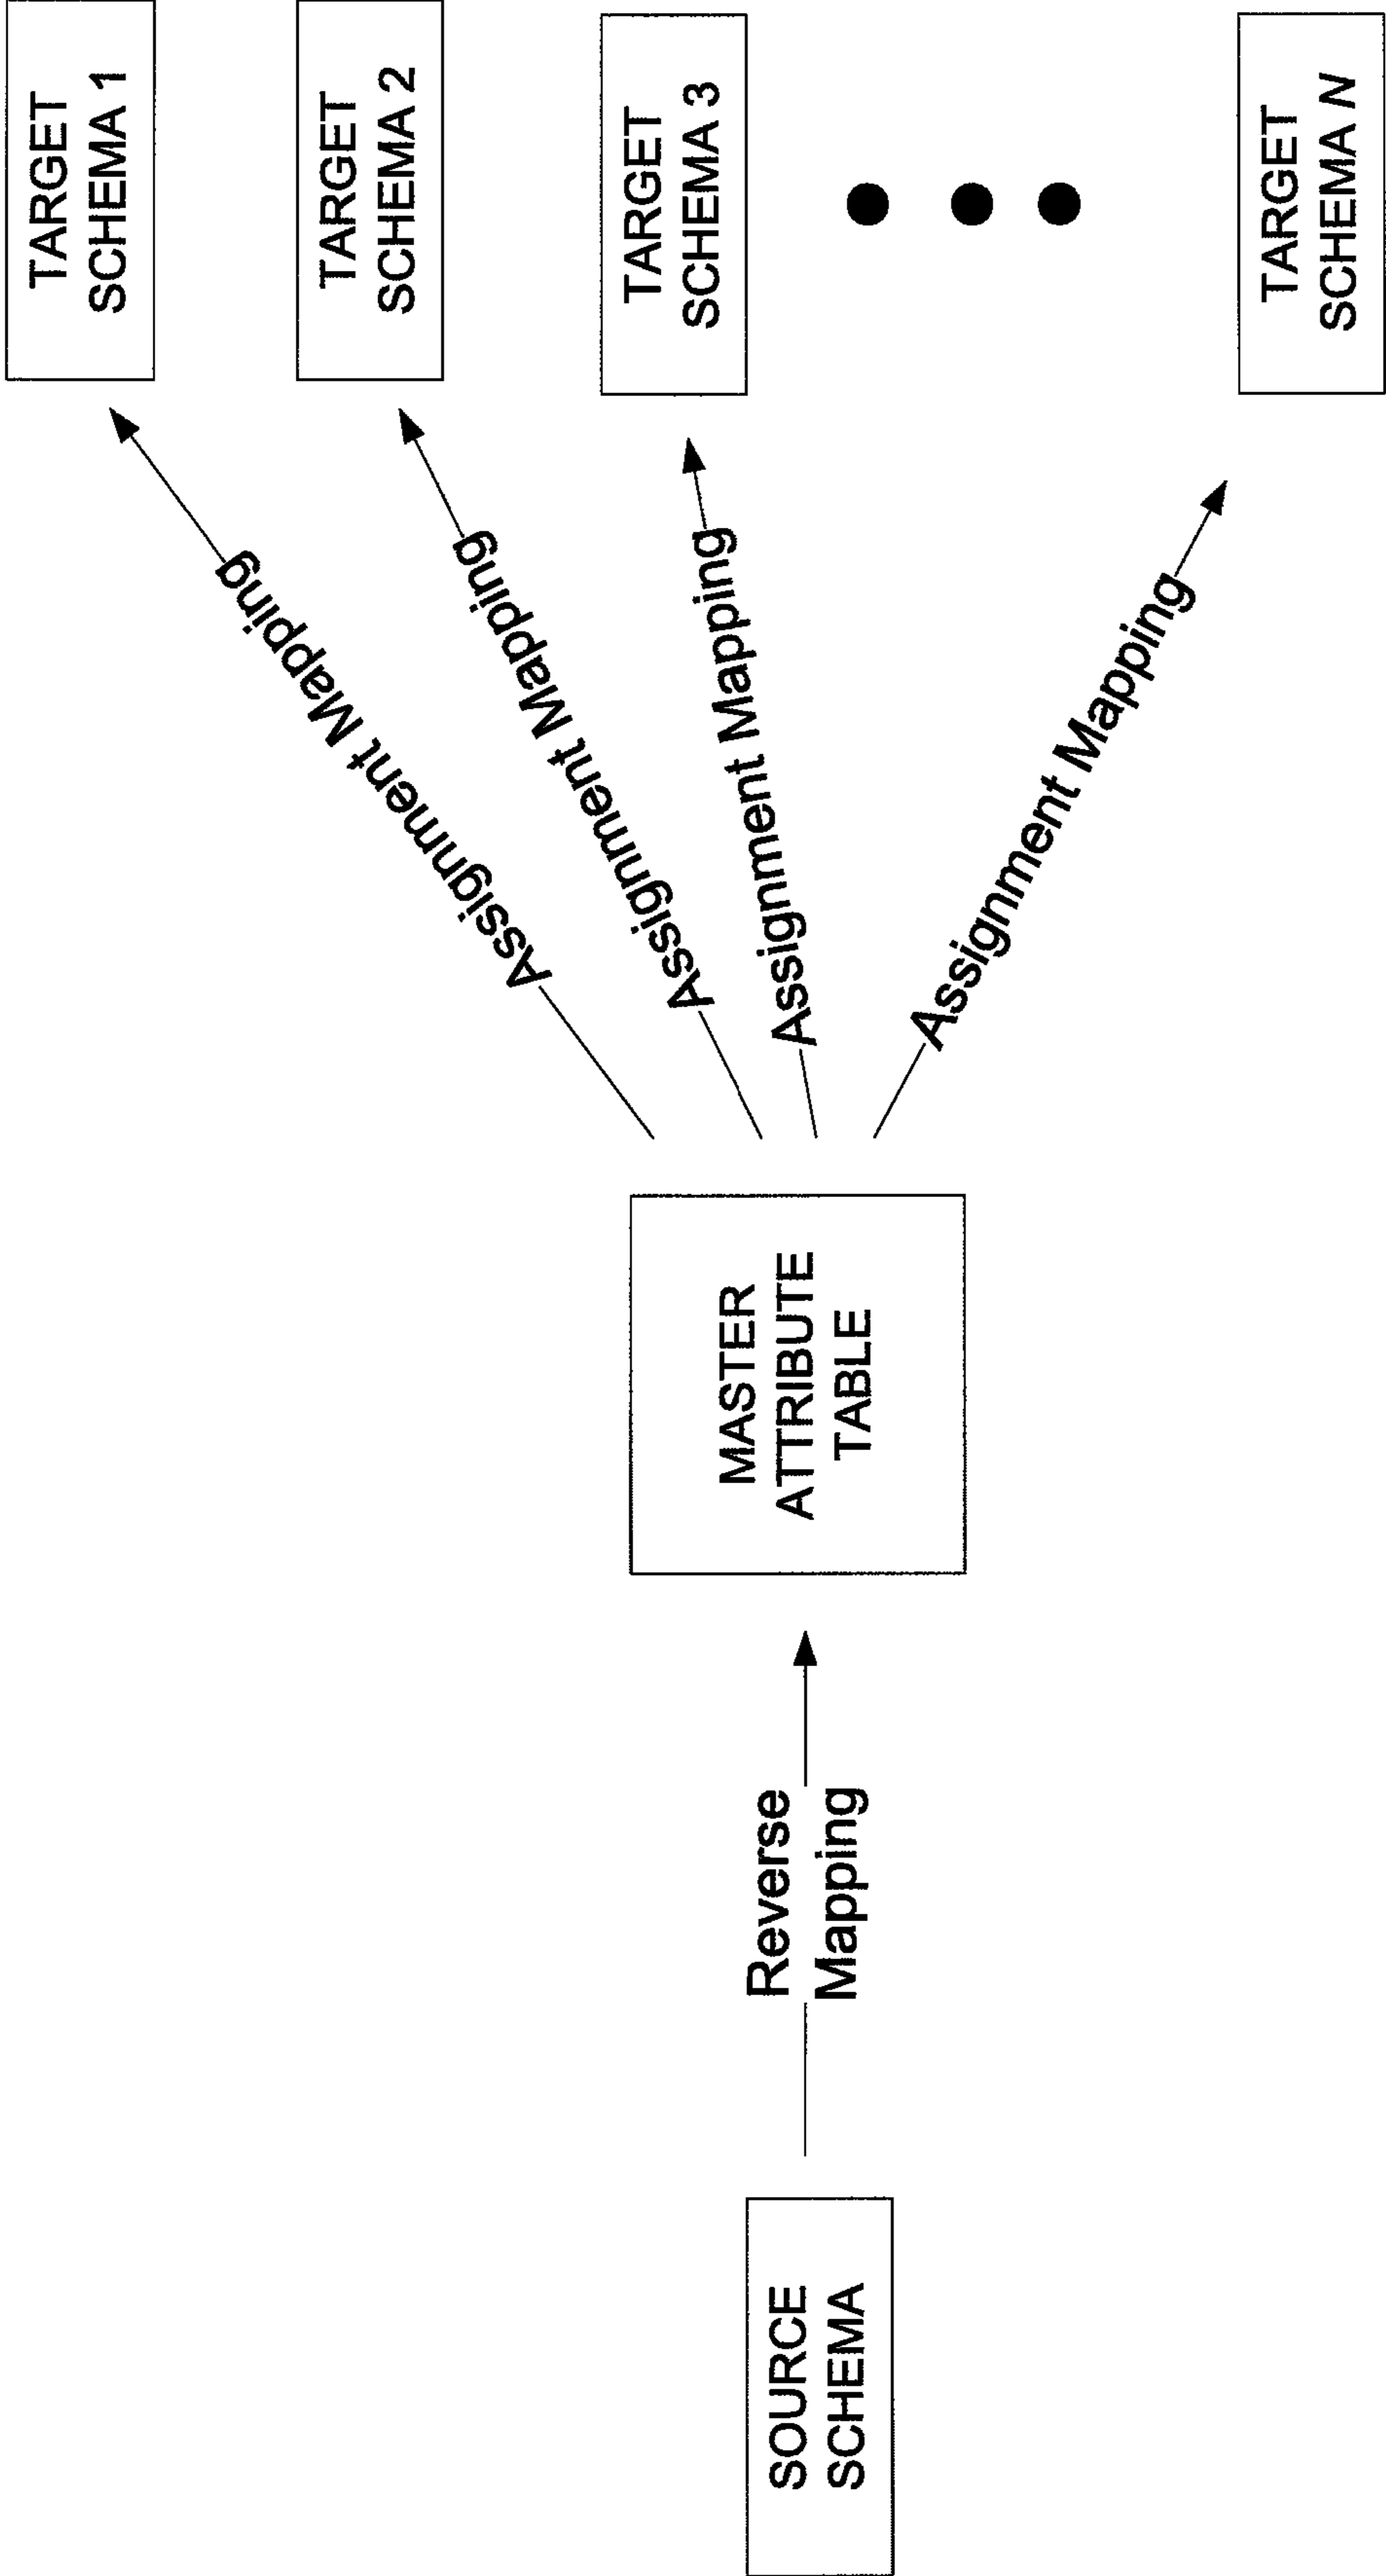 SOURCE
SCHEMA
Reverse
Mapping
MASTER
ATTRIBUTE
TABLE
Assignment Mapping
Assignment Mapping
Assignment Mapping
Assignment Mapping
TARGET
SCHEMA 1
TARGET
SCHEMA 2
TARGET
SCHEMA 3
TARGET
SCHEMA N